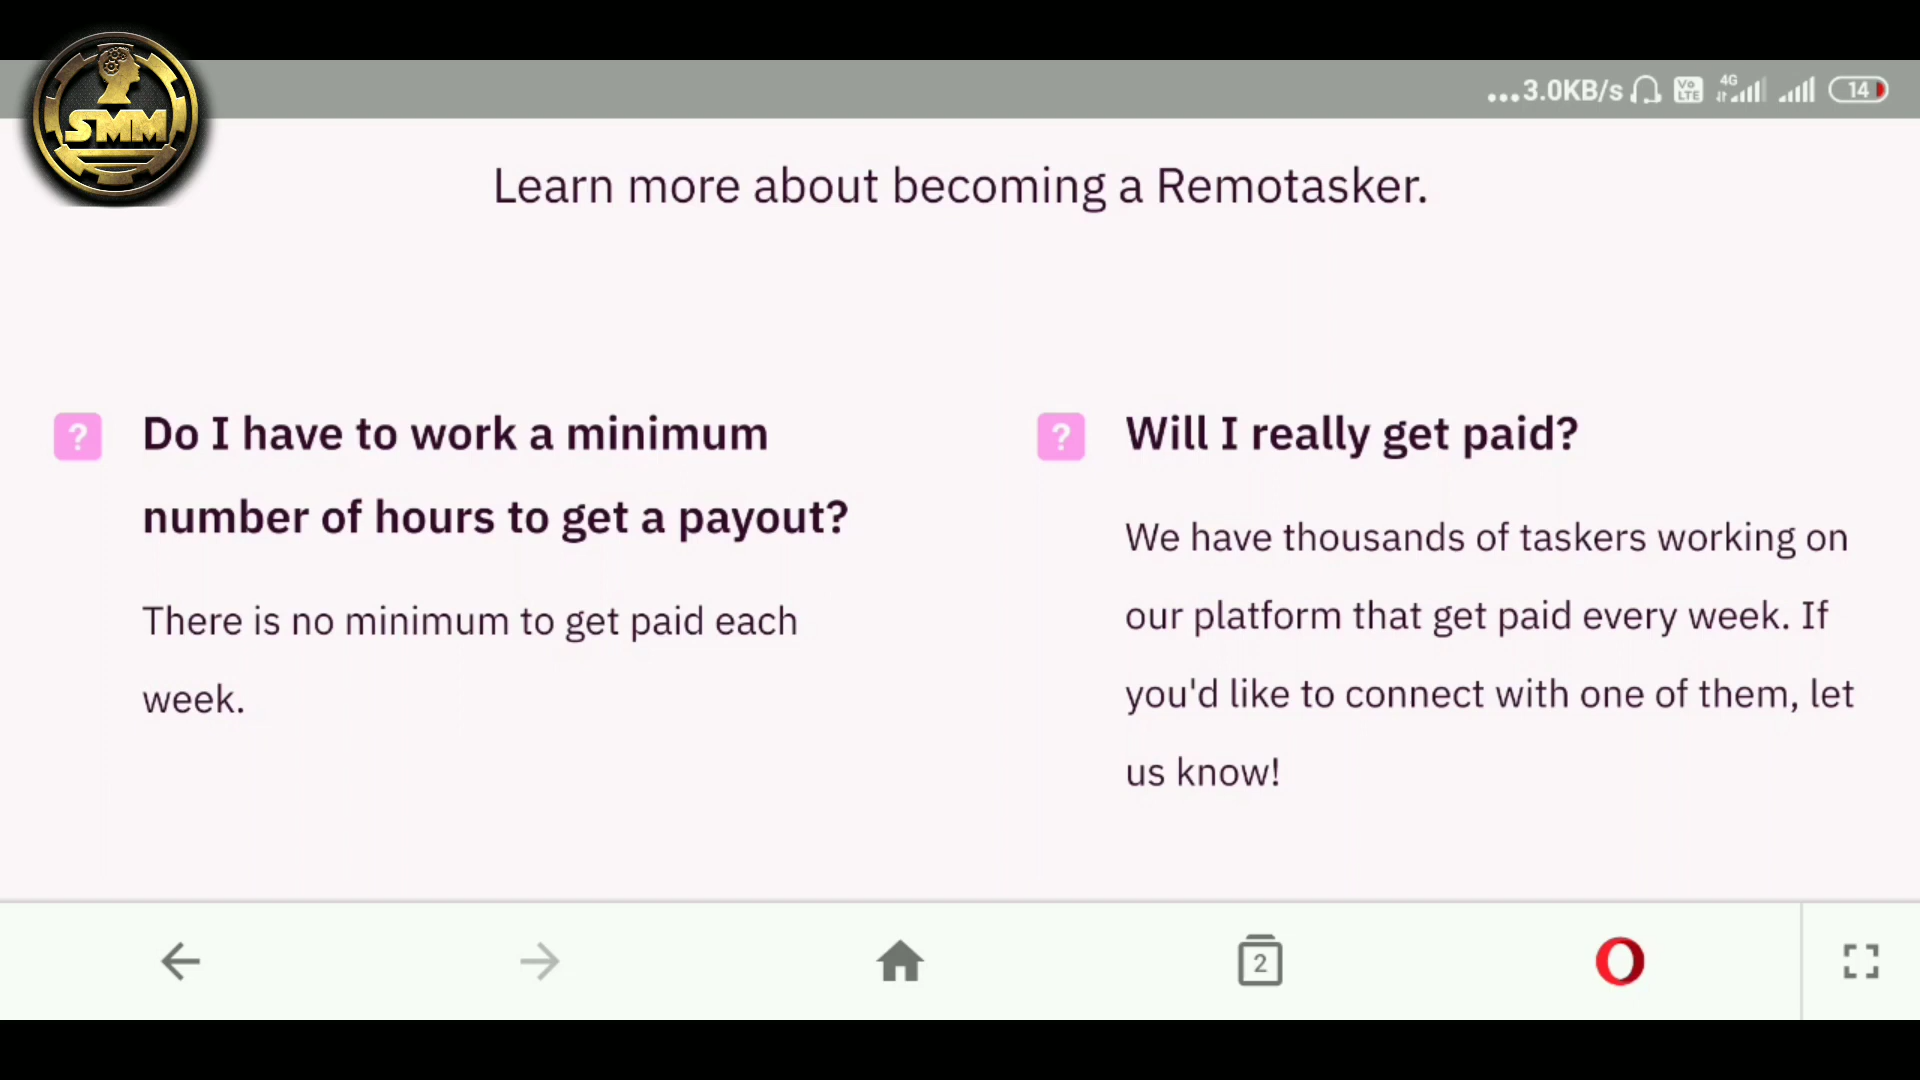 SMM
...3.0KB/s
Vo
LTE
4G
14
Learn more about becoming a Remotasker.
?
Do I have to work a minimum
number of hours to get a payout?
There is no minimum to get paid each
week.
?
Will I really get paid?
We have thousands of taskers working on
our platform that get paid every week. If
you'd like to connect with one of them, let
us know!
2